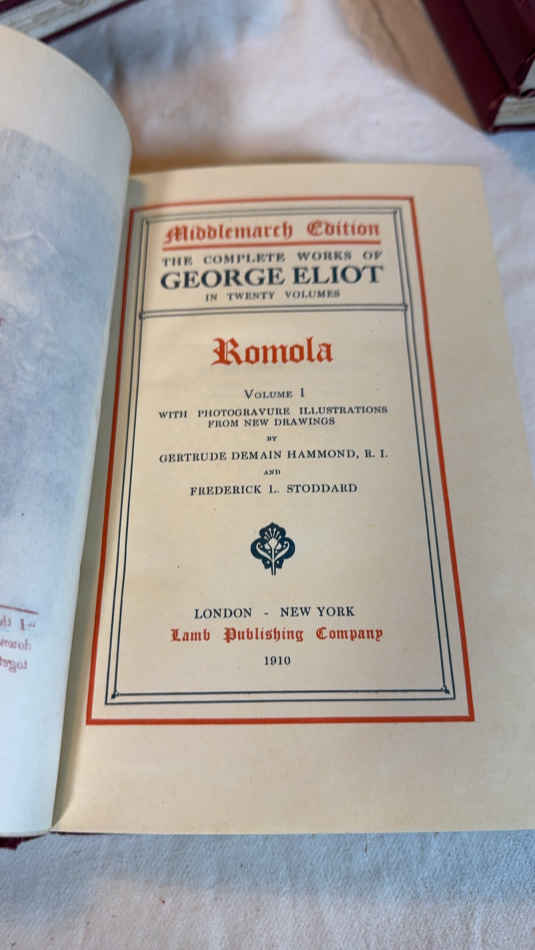 Middlemarch Edition
THE COMPLETE WORKS OF
GEORGE ELIOT
IN TWENTY VOLUMES
Romola
VOLUME I
WITH PHOTOGRAVURE ILLUSTRATIONS
FROM NEW DRAWINGS
BY
GERTRUDE DEMAIN HAMMOND, R. I.
AND
FREDERICK L. STODDARD
LONDON - NEW YORK
Lamb Publishing Company
1910